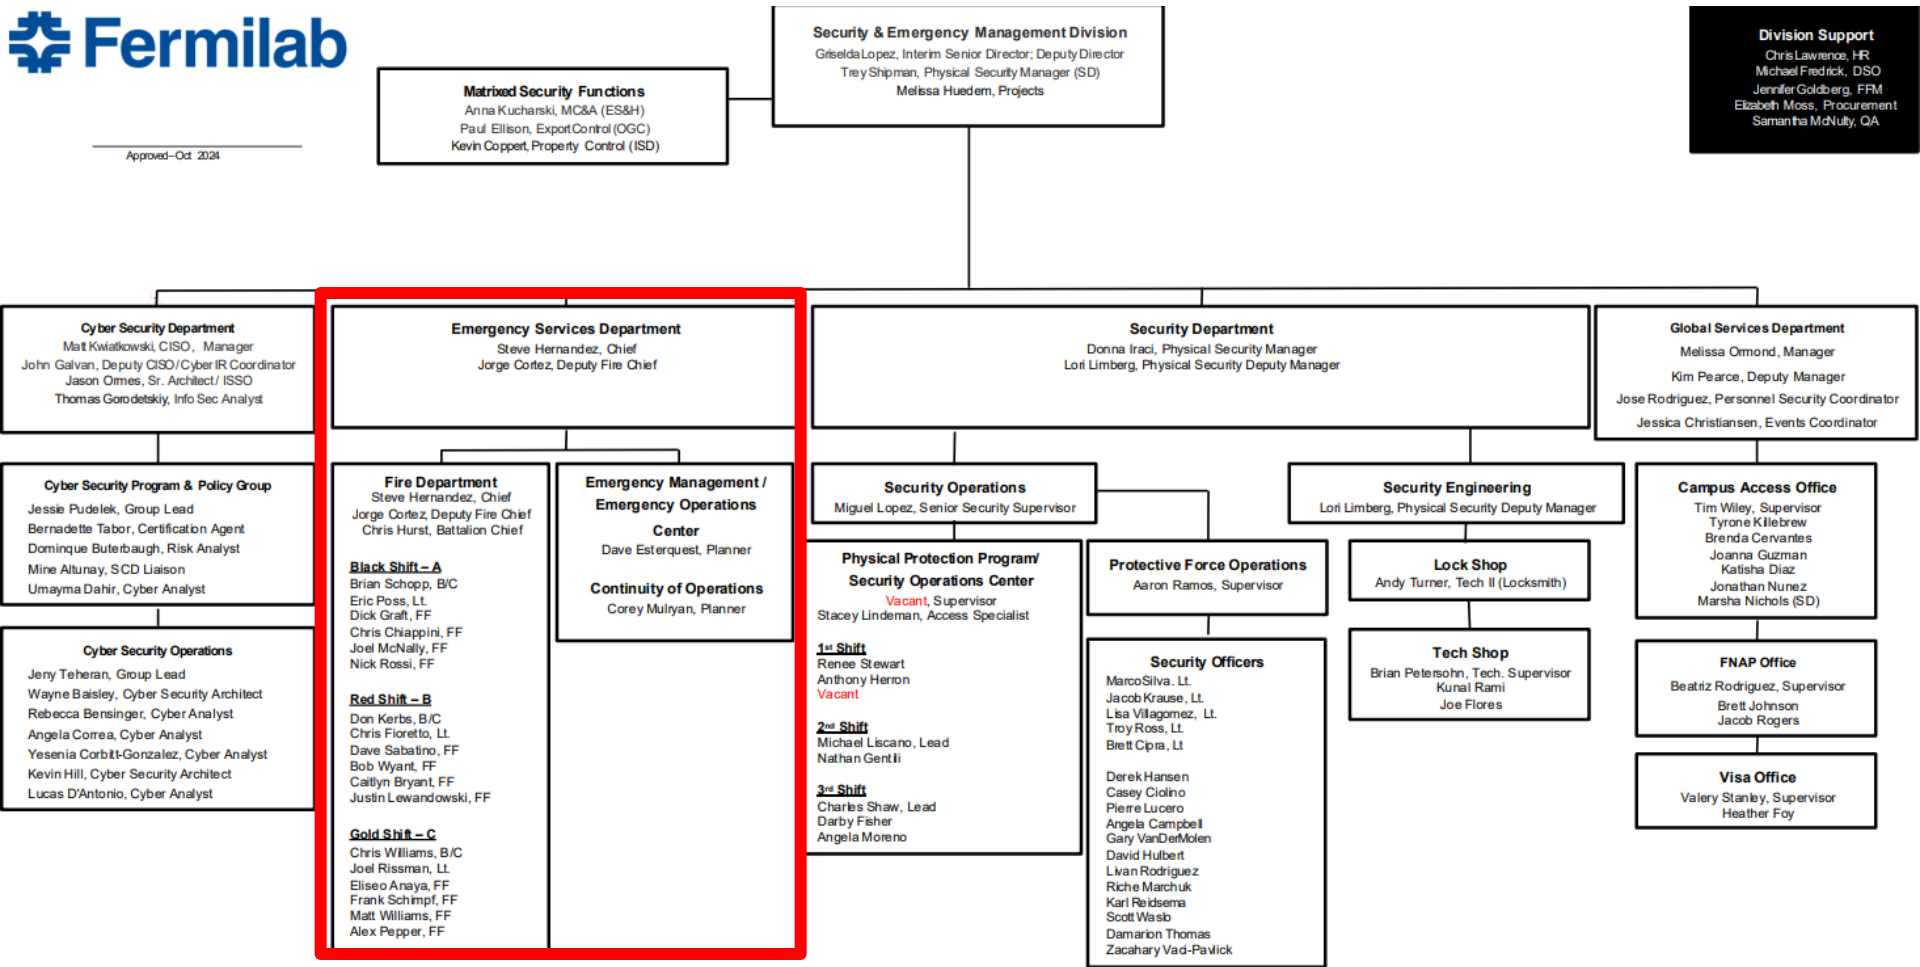 Fermilab
Approved–Oct 2024
Matrixed Security Functions
Anna Kucharski, MC&A (ES&H)
Paul Ellison, Export Control (OGC)
Kevin Coppert, Property Control (ISD)
Security & Emergency Management Division
Griselda Lopez, Interim Senior Director; Deputy Director
Trey Shipman, Physical Security Manager (SD)
Melissa Huedem, Projects
Division Support
Chris Lawrence, HR
Michael Fredrick, DSO
Jennifer Goldberg, FFM
Elizabeth Moss, Procurement
Samantha McNulty, QA
Cyber Security Department
Matt Kwiatkowski, CISO, Manager
John Galvan, Deputy CISO/Cyber IR Coordinator
Jason Ormes, Sr. Architect / ISSO
Thomas Gorodetskiy, Info Sec Analyst
Cyber Security Program & Policy Group
Jessie Pudelek, Group Lead
Bernadette Tabor, Certification Agent
Dominque Buterbaugh, Risk Analyst
Mine Altunay, SCD Liaison
Umayma Dahir, Cyber Analyst
Cyber Security Operations
Jeny Teheran, Group Lead
Wayne Baisley, Cyber Security Architect
Rebecca Bensinger, Cyber Analyst
Angela Correa, Cyber Analyst
Yesenia Corbitt-Gonzalez, Cyber Analyst
Kevin Hill, Cyber Security Architect
Lucas D'Antonio, Cyber Analyst
Emergency Services Department
Steve Hernandez, Chief
Jorge Cortez, Deputy Fire Chief
Fire Department
Steve Hernandez, Chief
Jorge Cortez, Deputy Fire Chief
Chris Hurst, Battalion Chief
Black Shift – A
Brian Schopp, B/C
Eric Poss, Lt.
Dick Graft, FF
Chris Chiappini, FF
Joel McNally, FF
Nick Rossi, FF
Red Shift – B
Don Kerbs, B/C
Chris Fioretto, Lt.
Dave Sabatino, FF
Bob Wyant, FF
Caitlyn Bryant, FF
Justin Lewandowski, FF
Gold Shift – C
Chris Williams, B/C
Joel Rissman, Lt.
Eliseo Anaya, FF
Frank Schimpf, FF
Matt Williams, FF
Alex Pepper, FF
Emergency Management /
Emergency Operations
Center
Dave Esterquest, Planner
Continuity of Operations
Corey Mulryan, Planner
Security Department
Donna Iraci, Physical Security Manager
Lori Limberg, Physical Security Deputy Manager
Security Operations
Miguel Lopez, Senior Security Supervisor
Physical Protection Program/
Security Operations Center
Vacant, Supervisor
Stacey Lindeman, Access Specialist
1st Shift
Renee Stewart
Anthony Herron
Vacant
2nd Shift
Michael Liscano, Lead
Nathan Gentili
3rd Shift
Charles Shaw, Lead
Darby Fisher
Angela Moreno
Protective Force Operations
Aaron Ramos, Supervisor
Security Officers
Marco Silva. Lt.
Jacob Krause, Lt.
Lisa Villagomez, Lt.
Troy Ross, Lt.
Brett Cipra, Lt
Derek Hansen
Casey Ciolino
Pierre Lucero
Angela Campbell
Gary VanDerMolen
David Hulbert
Livan Rodriguez
Riche Marchuk
Karl Reidsema
Scott Waslo
Damarion Thomas
Zacahary Vaci-Pavlick
Security Engineering
Lori Limberg, Physical Security Deputy Manager
Lock Shop
Andy Turner, Tech II (Locksmith)
Tech Shop
Brian Petersohn, Tech. Supervisor
Kunal Rami
Joe Flores
Global Services Department
Melissa Ormond, Manager
Kim Pearce, Deputy Manager
Jose Rodriguez, Personnel Security Coordinator
Jessica Christiansen, Events Coordinator
Campus Access Office
Tim Wiley, Supervisor
Tyrone Killebrew
Brenda Cervantes
Joanna Guzman
Katisha Diaz
Jonathan Nunez
Marsha Nichols (SD)
FNAP Office
Beatriz Rodriguez, Supervisor
Brett Johnson
Jacob Rogers
Visa Office
Valery Stanley, Supervisor
Heather Foy